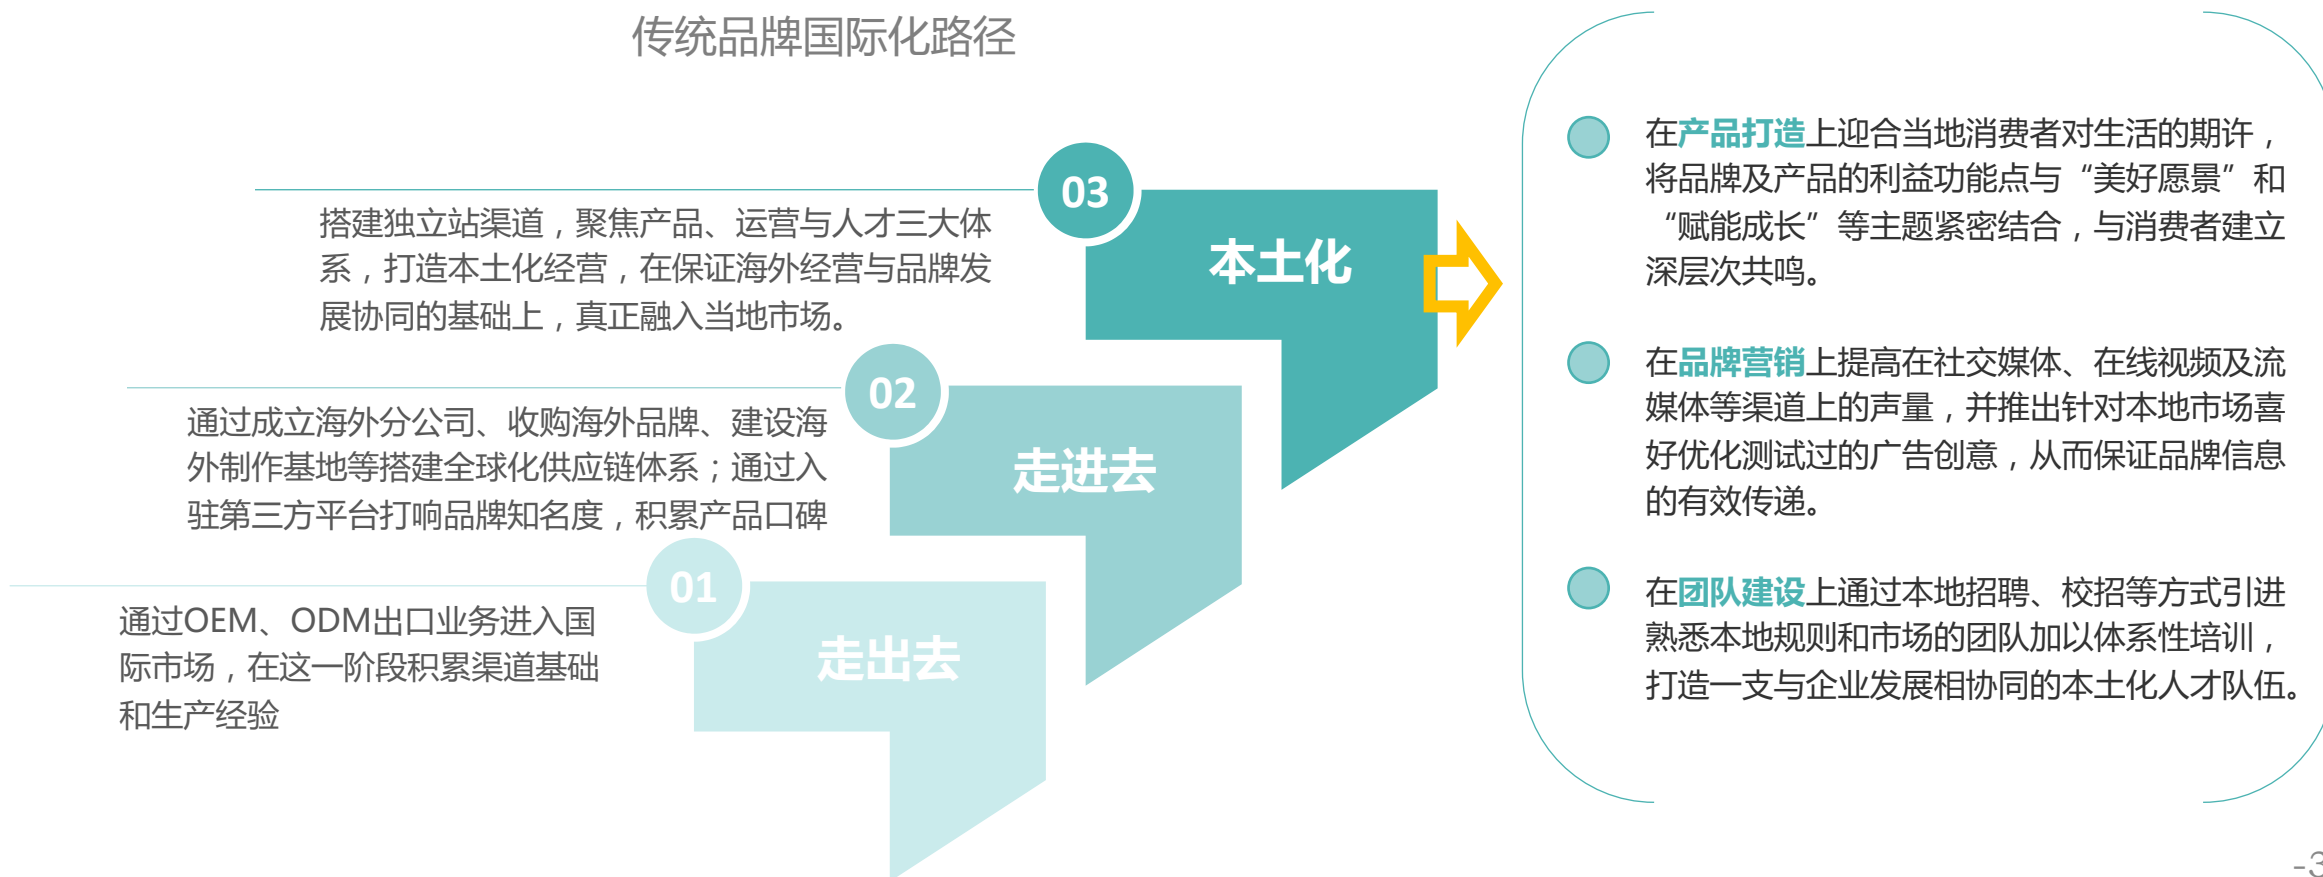 传统品牌国际化路径
03
本土化
搭建独立站渠道，聚焦产品、运营与人才三大体
系，打造本土化经营，在保证海外经营与品牌发
展协同的基础上，真正融入当地市场。
02
走进去
通过成立海外分公司、收购海外品牌、建设海
外制作基地等搭建全球化供应链体系；通过入
驻第三方平台打响品牌知名度，积累产品口碑
01
走出去
通过OEM、ODM出口业务进入国
际市场，在这一阶段积累渠道基础
和生产经验
在产品打造上迎合当地消费者对生活的期许，
将品牌及产品的利益功能点与“美好愿景”和
“赋能成长”等主题紧密结合，与消费者建立
深层次共鸣。
在品牌营销上提高在社交媒体、在线视频及流
媒体等渠道上的声量，并推出针对本地市场喜
好优化测试过的广告创意，从而保证品牌信息
的有效传递。
在团队建设上通过本地招聘、校招等方式引进
熟悉本地规则和市场的团队加以体系性培训，
打造一支与企业发展相协同的本土化人才队伍。